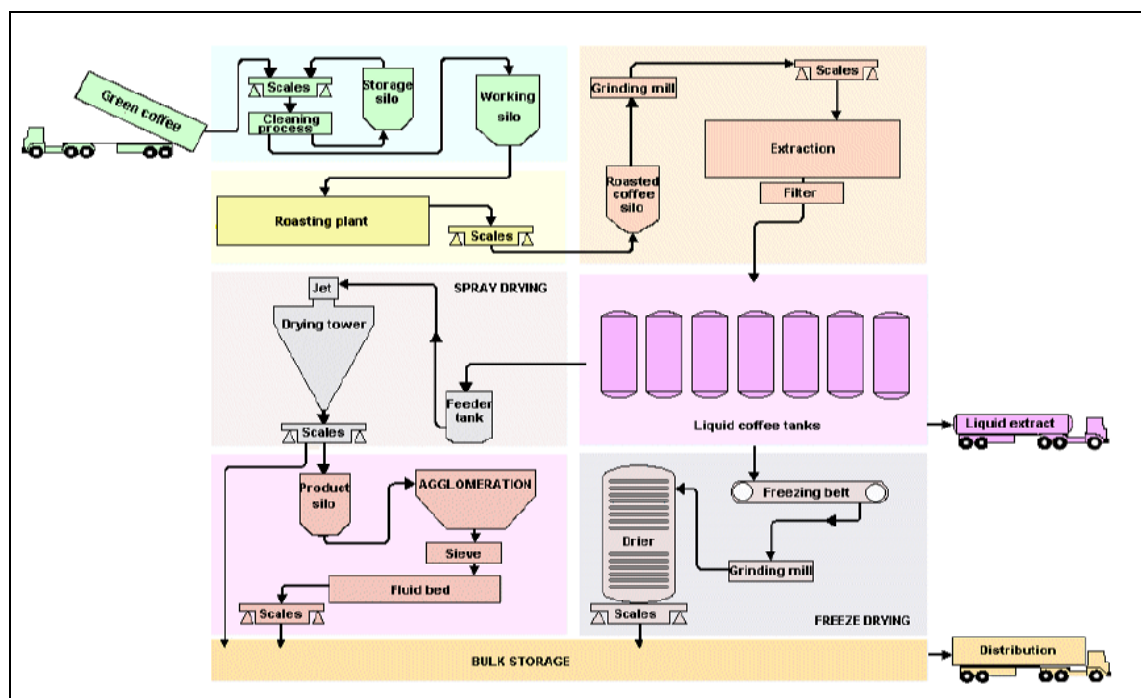 Green coffee
Scales
Cleaning
process
Storage
silo
Working
silo
Grinding mill
Scales
Extraction
Filter
Roasted
coffee
silo
Roasting plant
Scales
SPRAY DRYING
Jet
Drying tower
Feeder
tank
Scales
Liquid coffee tanks
Liquid extract
Product
silo
AGGLOMERATION
Sieve
Fluid bed
Scales
Freezing belt
Drier
Grinding mill
Scales
FREEZE DRYING
BULK STORAGE
Distribution